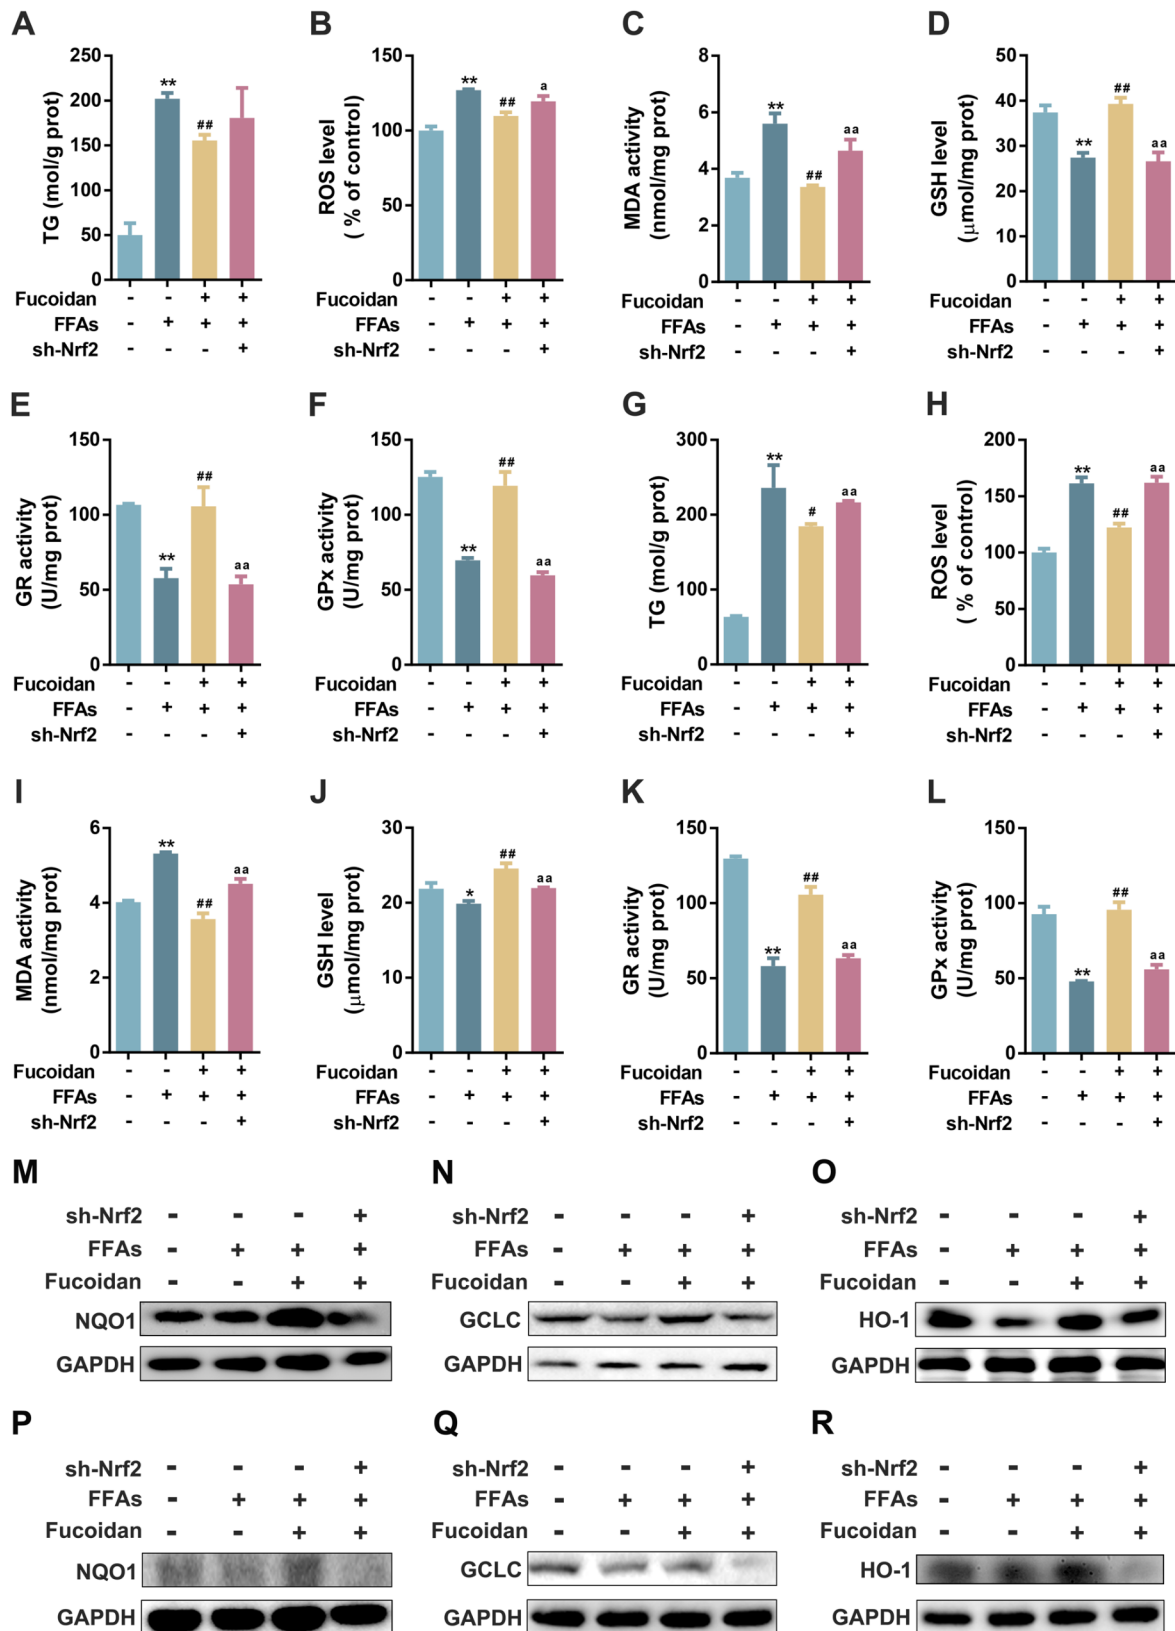 A
TG (mol/g prot)
250
200
150
100
50
0
**
##
Fucoidan - - + +
FFAs - + + +
sh-Nrf2 - - - +
B
ROS level
( % of control)
150
100
50
0
**
##
a
Fucoidan - - + +
FFAs - + + +
sh-Nrf2 - - - +
C
MDA activity
(nmol/mg prot)
8
6
4
2
0
**
##
aa
Fucoidan - - + +
FFAs - + + +
sh-Nrf2 - - - +
D
GSH level
(μmol/mg prot)
50
40
30
20
10
0
**
##
aa
Fucoidan - - + +
FFAs - + + +
sh-Nrf2 - - - +
E
GR activity
(U/mg prot)
150
100
50
0
**
##
aa
Fucoidan - - + +
FFAs - + + +
sh-Nrf2 - - - +
F
GPx activity
(U/mg prot)
150
100
50
0
**
##
aa
Fucoidan - - + +
FFAs - + + +
sh-Nrf2 - - - +
G
TG (mol/g prot)
300
200
100
0
**
#
aa
Fucoidan - - + +
FFAs - + + +
sh-Nrf2 - - - +
H
ROS level
( % of control)
200
150
100
50
0
**
##
aa
Fucoidan - - + +
FFAs - + + +
sh-Nrf2 - - - +
I
MDA activity
(nmol/mg prot)
6
4
2
0
**
##
aa
Fucoidan - - + +
FFAs - + + +
sh-Nrf2 - - - +
J
GSH level
(μmol/mg prot)
30
20
10
0
*
##
aa
Fucoidan - - + +
FFAs - + + +
sh-Nrf2 - - - +
K
GR activity
(U/mg prot)
150
100
50
0
**
##
aa
Fucoidan - - + +
FFAs - + + +
sh-Nrf2 - - - +
L
GPx activity
(U/mg prot)
150
100
50
0
**
##
aa
Fucoidan - - + +
FFAs - + + +
sh-Nrf2 - - - +
M
sh-Nrf2 - - - +
FFAs - + + +
Fucoidan - - + +
NQO1
GAPDH
N
sh-Nrf2 - - - +
FFAs - + + +
Fucoidan - - + +
GCLC
GAPDH
O
sh-Nrf2 - - - +
FFAs - + + +
Fucoidan - - + +
HO-1
GAPDH
P
sh-Nrf2 - - - +
FFAs - + + +
Fucoidan - - + +
NQO1
GAPDH
Q
sh-Nrf2 - - - +
FFAs - + + +
Fucoidan - - + +
GCLC
GAPDH
R
sh-Nrf2 - - - +
FFAs - + + +
Fucoidan - - + +
HO-1
GAPDH